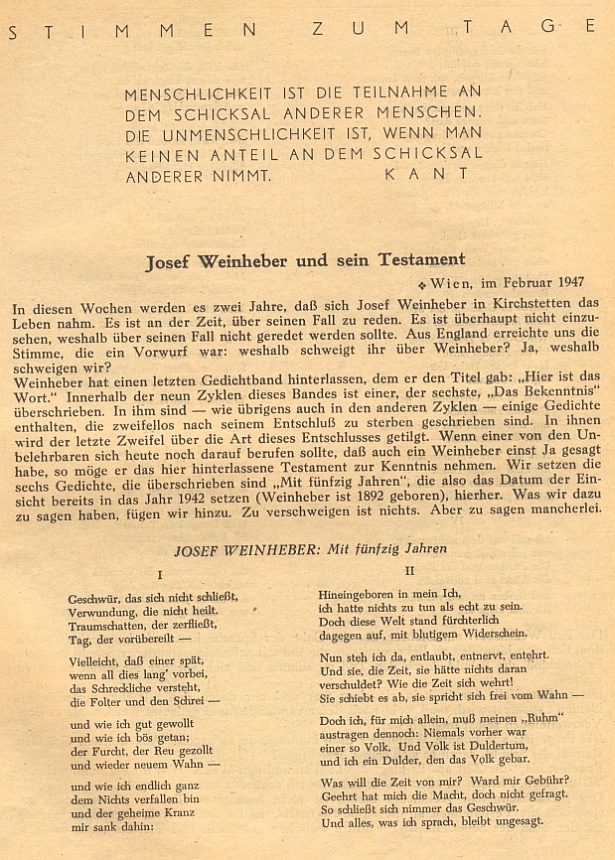 STIMMEN ZUM TAGE
MENSCHLICHKEIT IST DIE TEILNAHME AN
DEM SCHICKSAL ANDERER MENSCHEN.
DIE UNMENSCHLICHKEIT IST, WENN MAN
KEINEN ANTEIL AN DEM SCHICKSAL
ANDERER NIMMT. KANT
Josef Weinheber und sein Testament
❖ Wien, im Februar 1947
In diesen Wochen werden es zwei Jahre, daß sich Josef Weinheber in Kirchstetten das
Leben nahm. Es ist an der Zeit, über seinen Fall zu reden. Es ist überhaupt nicht einzu-
sehen, weshalb über seinen Fall nicht geredet werden sollte. Aus England erreichte uns die
Stimme, die ein Vorwurf war: weshalb schweigt ihr über Weinheber? Ja, weshalb
schweigen wir?
Weinheber hat einen letzten Gedichtband hinterlassen, dem er den Titel gab: „Hier ist das
Wort.“ Innerhalb der neun Zyklen dieses Bandes ist einer, der sechste, „Das Bekenntnis“
überschrieben. In ihm sind — wie übrigens auch in den anderen Zyklen — einige Gedichte
enthalten, die zweifellos nach seinem Entschluß zu sterben geschrieben sind. In ihnen
wird der letzte Zweifel über die Art dieses Entschlusses getilgt. Wenn einer von den Un-
belehrbaren sich heute noch darauf berufen sollte, daß auch ein Weinheber einst Ja gesagt
habe, so möge er das hier hinterlassene Testament zur Kenntnis nehmen. Wir setzen die
sechs Gedichte, die überschrieben sind „Mit fünfzig Jahren“, die also das Datum der Ein-
sicht bereits in das Jahr 1942 setzen (Weinheber ist 1892 geboren), hierher. Was wir dazu
zu sagen haben, fügen wir hinzu. Zu verschweigen ist nichts. Aber zu sagen mancherlei.
JOSEF WEINHEBER: Mit fünfzig Jahren
I
Geschwür, das sich nicht schließt,
Verwundung, die nicht heilt.
Traumschatten, der zerfließt,
Tag, der vorübereilt —
Vielleicht, daß einer spät,
wenn all dies lang' vorbei,
das Schreckliche versteht,
die Folter und den Schrei —
und wie ich gut gewollt
und wie ich bös getan;
der Furcht, der Reu gezollt
und wieder neuem Wahn —
und wie ich endlich ganz
dem Nichts verfallen bin
und der geheime Kranz
mir sank dahin:
II
Hineingeboren in mein Ich,
ich hatte nichts zu tun als echt zu sein.
Doch diese Welt stand fürchterlich
dagegen auf, mit blutigem Widerschein.
Nun steh ich da, entlaubt, entnervt, entehrt.
Und sie, die Zeit, sie hätte nichts daran
verschuldet? Wie die Zeit sich wehrt!
Sie schiebt es ab, sie spricht sich frei vom Wahn —
Doch ich, für mich allein, muß meinen „Ruhm“
austragen dennoch: Niemals vorher war
einer so Volk. Und Volk ist Duldertum,
und ich ein Dulder, den das Volk gebar.
Was will die Zeit von mir? Ward mir Gebühr?
Geehrt hat mich die Macht, doch nicht gefragt.
So schließt sich nimmer das Geschwür.
Und alles, was ich sprach, bleibt ungesagt.